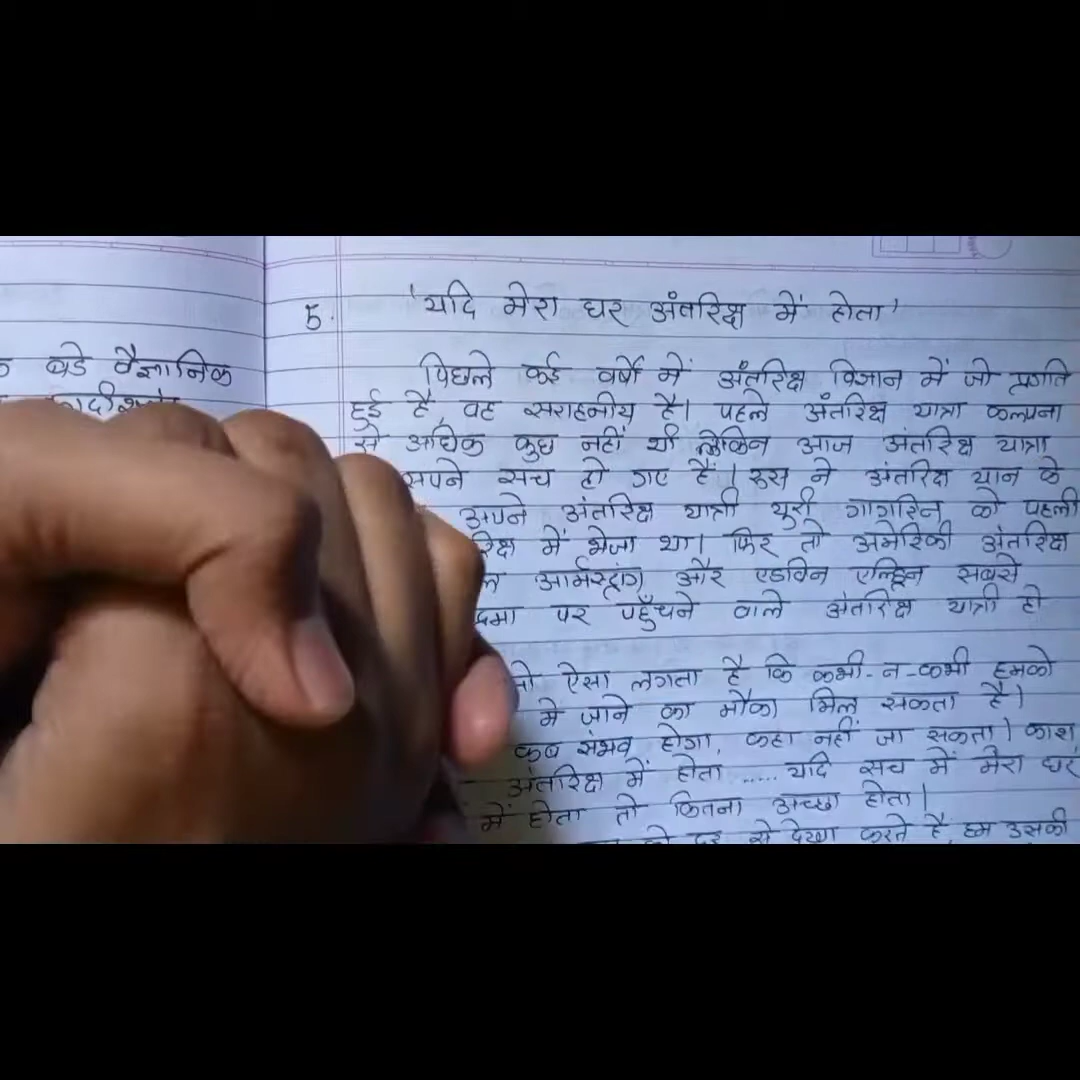 बडे वैज्ञानिक
5. 'यदि मेरा घर अंतरिक्ष में होता'
पिछले कई वर्षों में अंतरिक्ष विज्ञान में जो प्रगति
हुई है, वह सराहनीय है। पहले अंतरिक्ष यात्रा कल्पना
से अधिक कुछ नहीं थी लेकिन आज अंतरिक्ष यात्रा
सपने सच हो गए हैं। रूस ने अंतरिक्ष यान के
अपने अंतरिक्ष यात्री युरी गागरिन को पहली
रिक्ष में भेजा था। फिर तो अमेरिकी अंतरिक्ष
ल आर्मस्ट्रांग और एडविन एल्ड्रिन सबसे
द्रमा पर पहुँचने वाले अंतरिक्ष यात्री हो
ऐसा लगता है कि कभी-न-कभी हमको
में जाने का मौका मिल सकता है।
कब संभव होगा, कहा नहीं जा सकता। काश
अंतरिक्ष में होता ..... यदि सच में मेरा घर
में होता तो कितना अच्छा होता।
को दूर से देखा करते है, हम उसकी